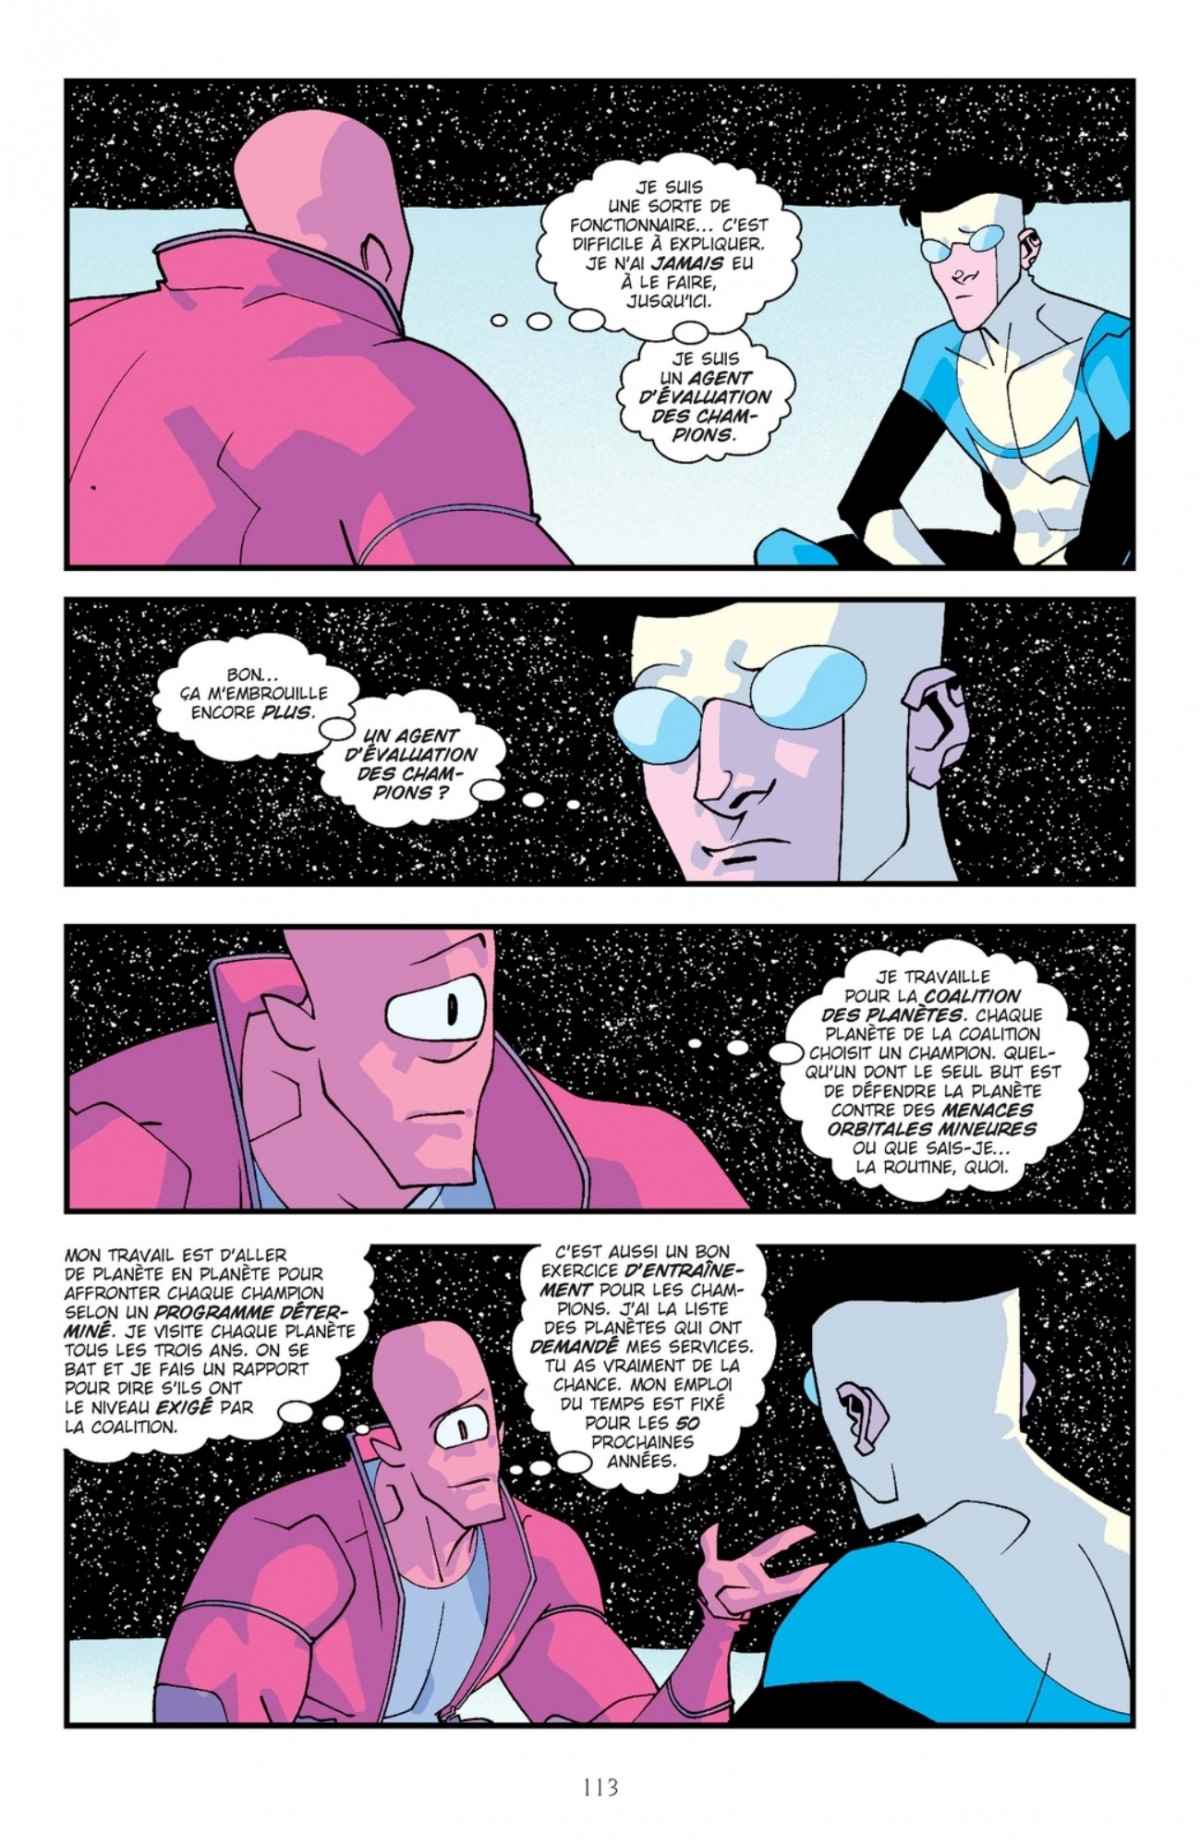 JE SUIS
UNE SORTE DE
FONCTIONNAIRE... C'EST
DIFFICILE À EXPLIQUER.
JE N'AI JAMAIS EU
À LE FAIRE,
JUSQU'ICI.
JE SUIS
UN AGENT
D'ÉVALUATION
DES CHAM-
PIONS.
BON...
ÇA M'EMBROUILLE
ENCORE PLUS.
UN AGENT
D'ÉVALUATION
DES CHAM-
PIONS ?
JE TRAVAILLE
POUR LA COALITION
DES PLANÈTES. CHAQUE
PLANÈTE DE LA COALITION
CHOISIT UN CHAMPION. QUEL-
QU'UN DONT LE SEUL BUT EST
DE DÉFENDRE LA PLANÈTE
CONTRE DES MENACES
ORBITALES MINEURES
OU QUE SAIS-JE...
LA ROUTINE, QUOI.
MON TRAVAIL EST D'ALLER
DE PLANÈTE EN PLANÈTE POUR
AFFRONTER CHAQUE CHAMPION
SELON UN PROGRAMME DÉTER-
MINÉ. JE VISITE CHAQUE PLANÈTE
TOUS LES TROIS ANS. ON SE
BAT ET JE FAIS UN RAPPORT
POUR DIRE S'ILS ONT
LE NIVEAU EXIGÉ PAR
LA COALITION.
C'EST AUSSI UN BON
EXERCICE D'ENTRAÎNE-
MENT POUR LES CHAM-
PIONS. J'AI LA LISTE
DES PLANÈTES QUI ONT
DEMANDÉ MES SERVICES.
TU AS VRAIMENT DE LA
CHANCE. MON EMPLOI
DU TEMPS EST FIXÉ
POUR LES 50
PROCHAINES
ANNÉES.
113